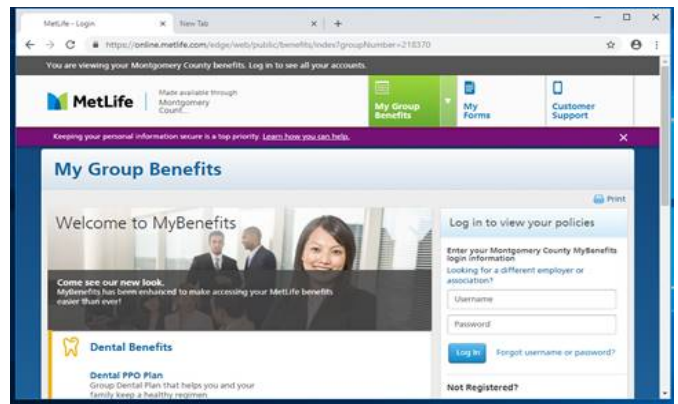 MetLife - Login
New Tab
https://online.metlife.com/edge/web/public/benefits/index?groupNumber=218370
You are viewing your Montgomery County benefits. Log in to see all your accounts.
MetLife
Made available through
Montgomery
Count...
My Group
Benefits
My
Forms
Customer
Support
Keeping your personal information secure is a top priority. Learn how you can help.
My Group Benefits
Print
Welcome to MyBenefits
Come see our new look.
MyBenefits has been enhanced to make accessing your MetLife benefits
easier than ever!
Dental Benefits
Dental PPO Plan
Group Dental Plan that helps you and your
family keep a healthy regimen
Log in to view your policies
Enter your Montgomery County MyBenefits
login information
Looking for a different employer or
association?
Username
Password
Log In
Forgot username or password?
Not Registered?